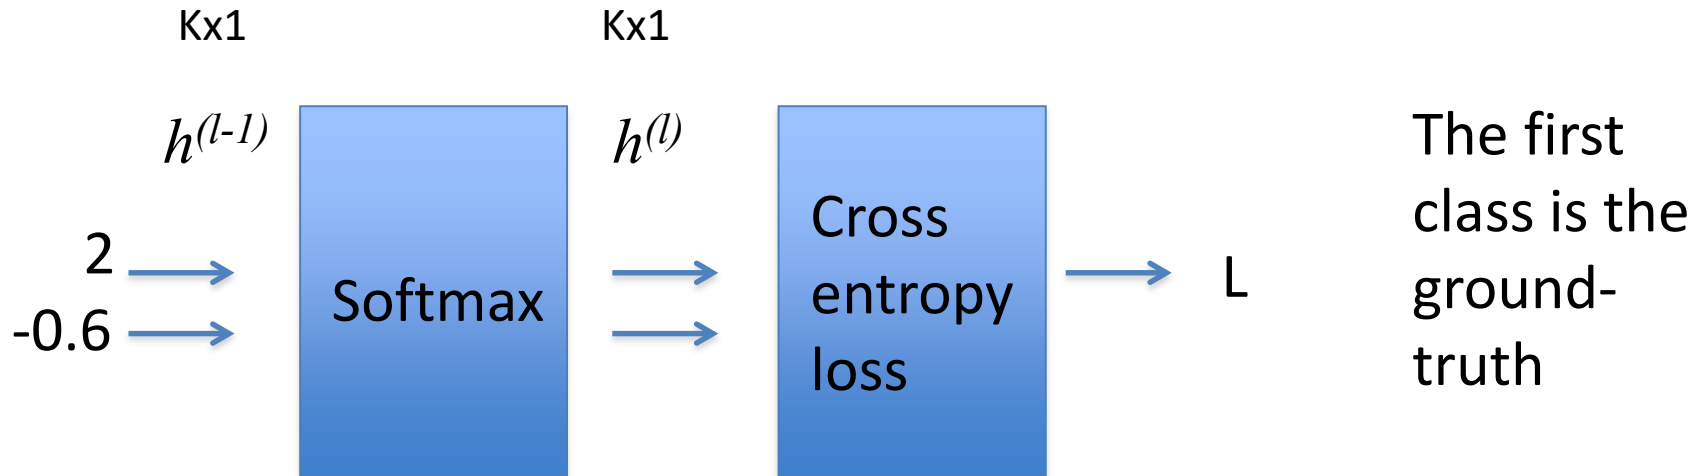 Kx1
Kx1
h^(l-1)
h^(l)
2
-0.6
Softmax
Cross
entropy
loss
L
The first
class is the
ground-
truth